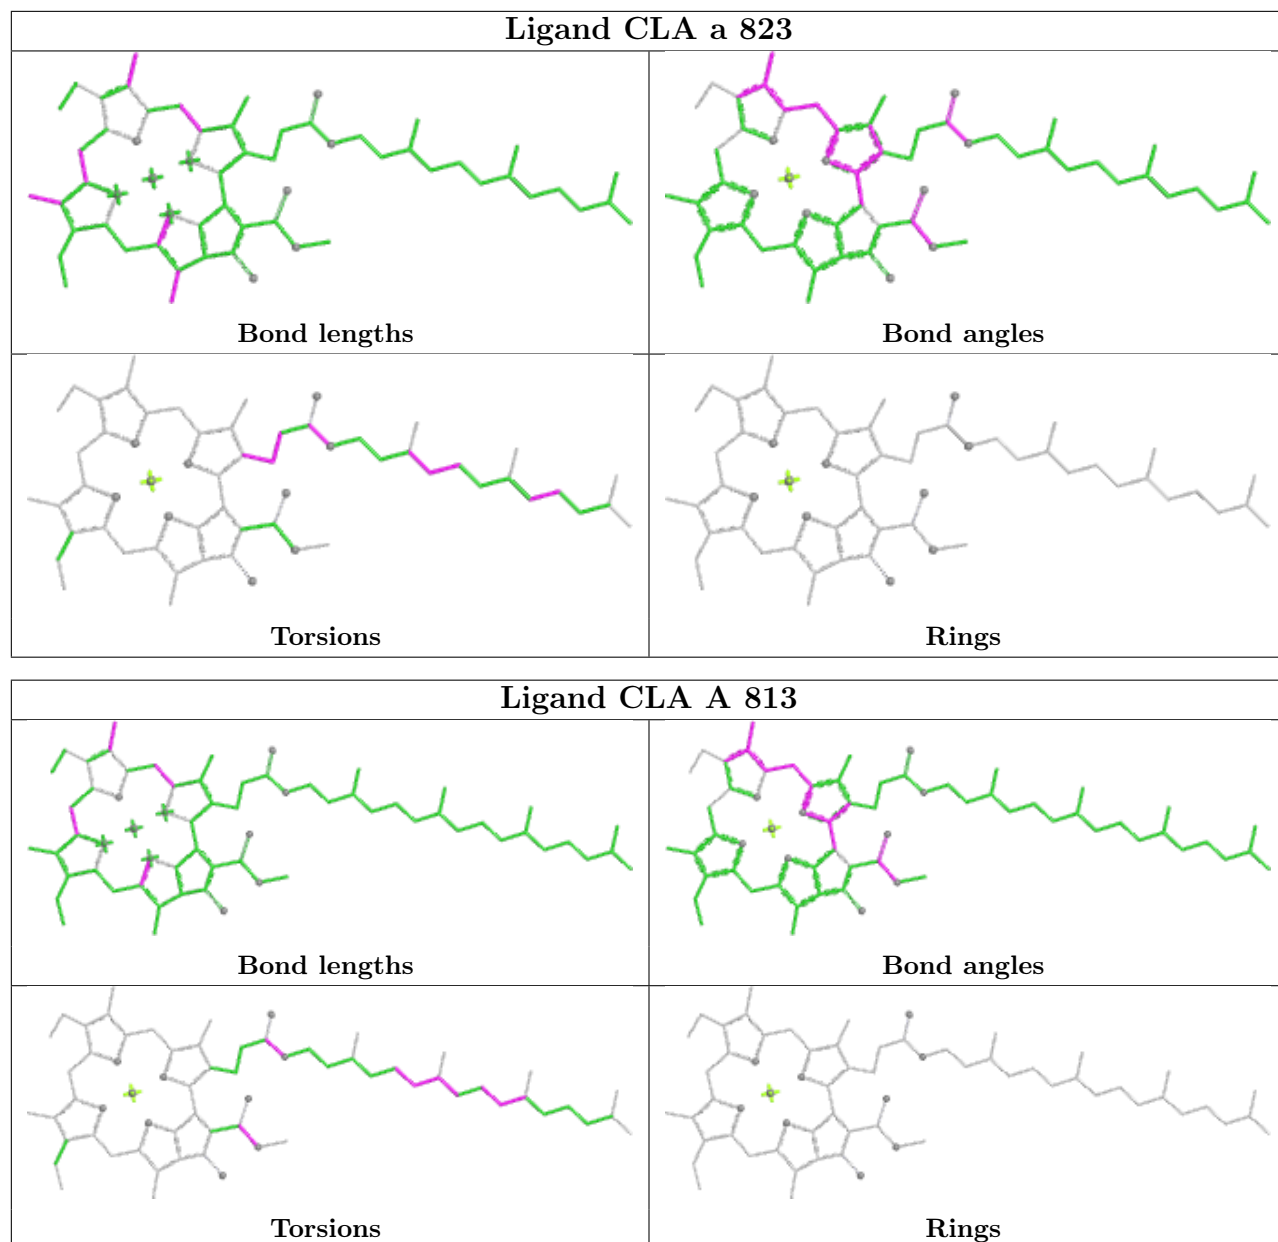 Ligand CLA a 823
Bond lengths
Bond angles
Torsions
Rings
Ligand CLA A 813
Bond lengths
Bond angles
Torsions
Rings